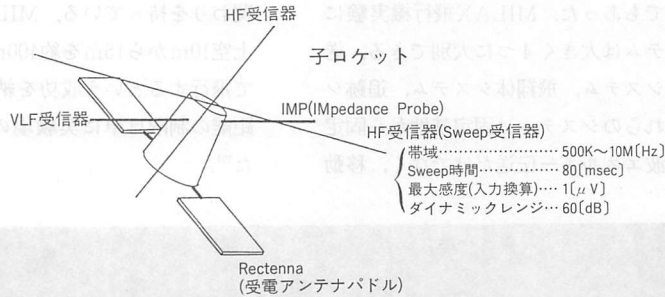 HF受信器
子ロケット
VLF受信器
IMP(IMpedance Probe)
HF受信器(Sweep受信器)
帯域………………… 500K〜10M〔Hz〕
Sweep時間………… 80〔msec〕
最大感度(入力換算)… 1〔μV〕
ダイナミックレンジ… 60〔dB〕
Rectenna
(受電アンテナパドル)